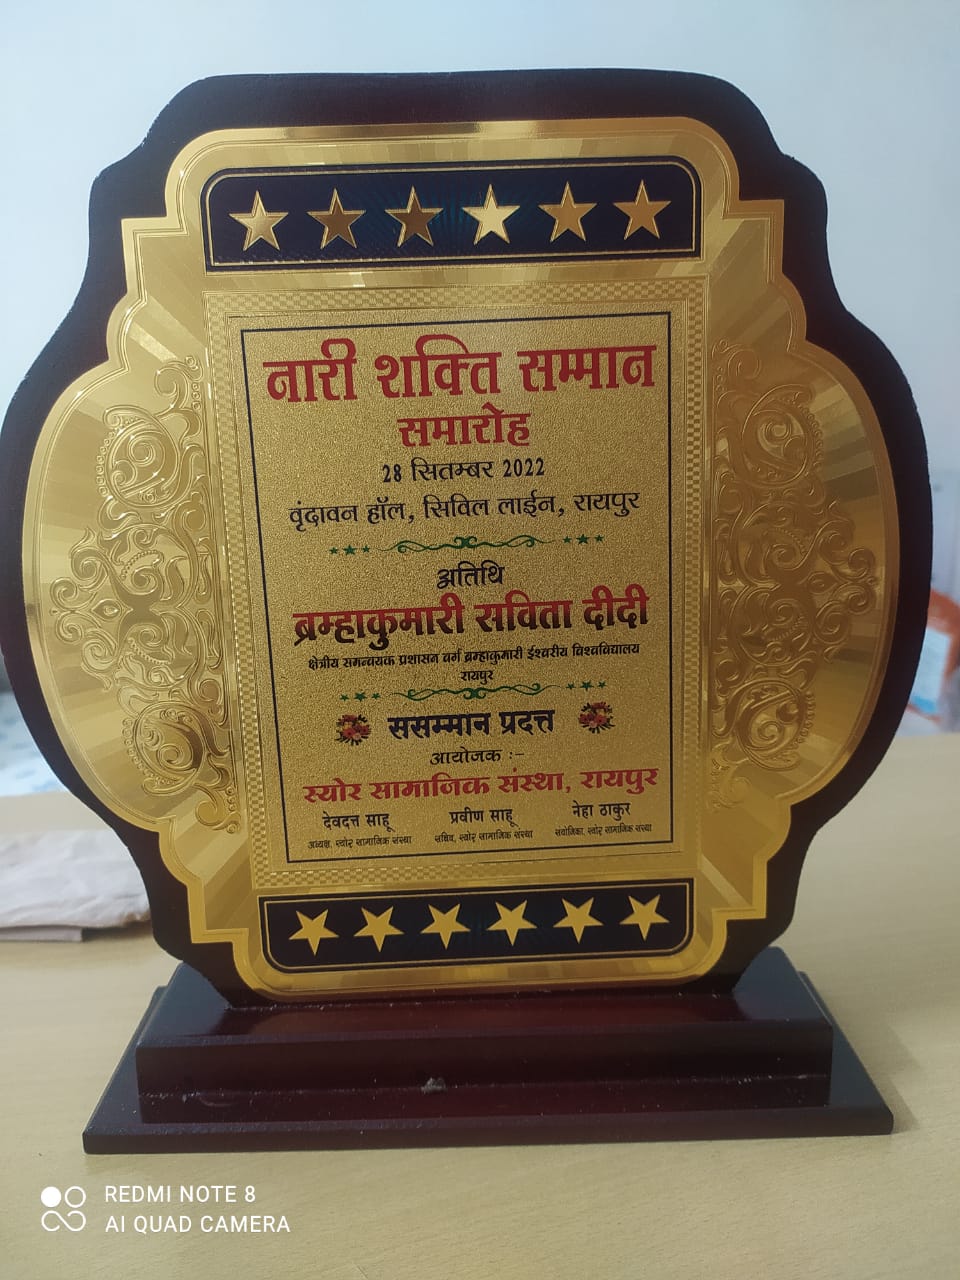 नारी शक्ति सम्मान
समारोह
28 सितम्बर 2022
वृंदावन हॉल, सिविल लाईन, रायपुर
अतिथि
ब्रम्हाकुमारी सविता दीदी
क्षेत्रीय समन्वयक प्रशासन वर्ग ब्रम्हाकुमारी ईश्वरीय विश्वविद्यालय
रायपुर
ससम्मान प्रदत्त
आयोजक :-
स्योर सामाजिक संस्था, रायपुर
देवदत्त साहू प्रवीण साहू नेहा ठाकुर
अध्यक्ष, स्योर सामाजिक संस्था सचिव, स्योर सामाजिक संस्था संयोजिका, स्योर सामाजिक संस्था
REDMI NOTE 8
AI QUAD CAMERA